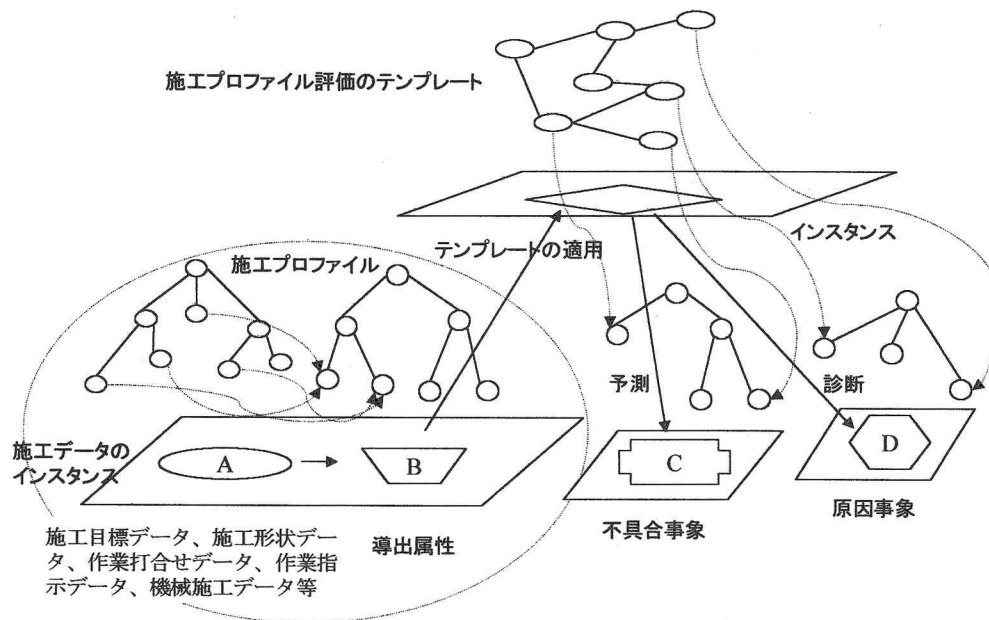 施工プロファイル評価のテンプレート
インスタンス
テンプレートの適用
施工プロファイル
予測
診断
施工データの
インスタンス
A
B
C
D
施工目標データ、施工形状デー
タ、作業打合せデータ、作業指
示データ、機械施工データ等
導出属性
不具合事象
原因事象